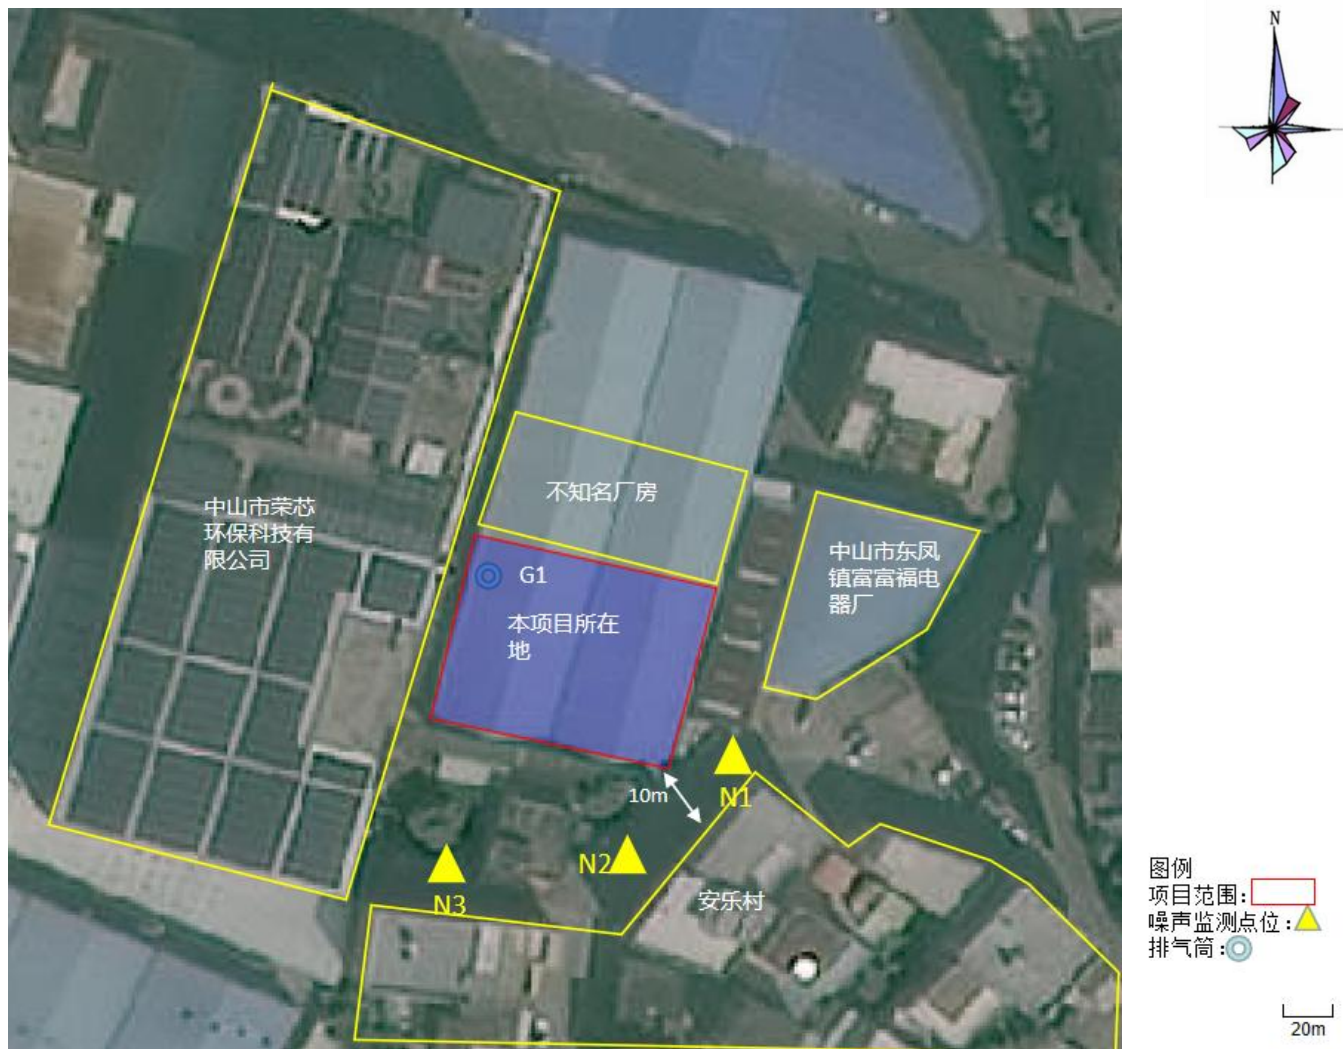 N
不知名厂房
中山市荣芯
环保科技有
限公司
中山市东凤
镇富富福电
器厂
G1
本项目所在
地
10m
N1
N2
N3
安乐村
图例
项目范围:
噪声监测点位:
排气筒:
20m